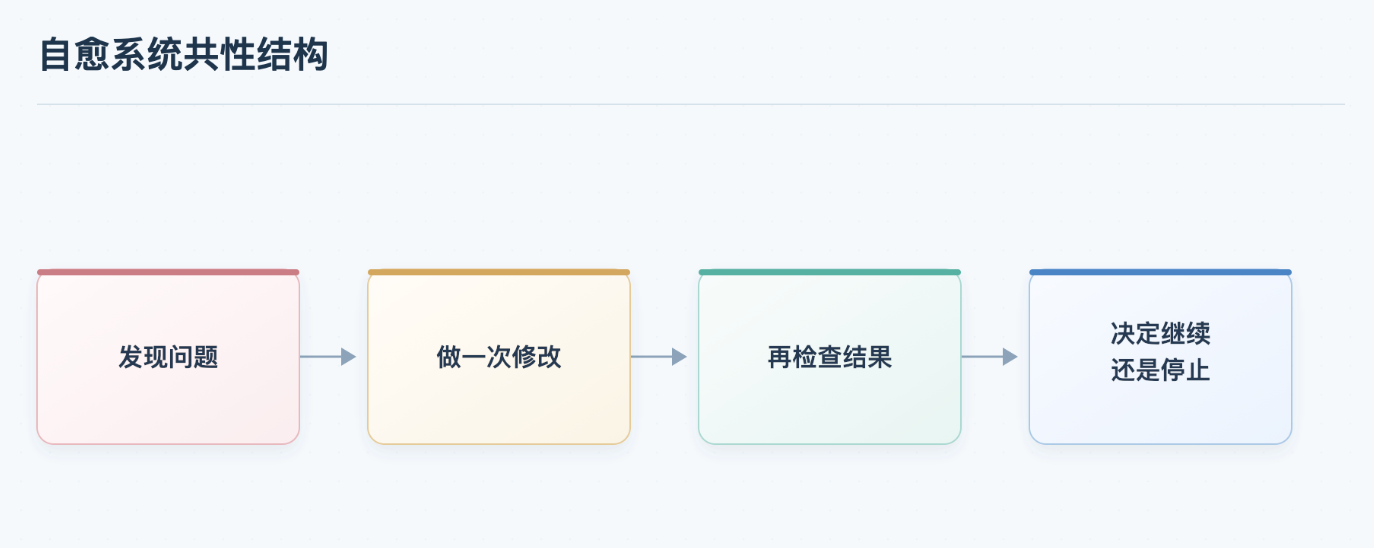 自愈系统共性结构
发现问题
做一次修改
再检查结果
决定继续
还是停止